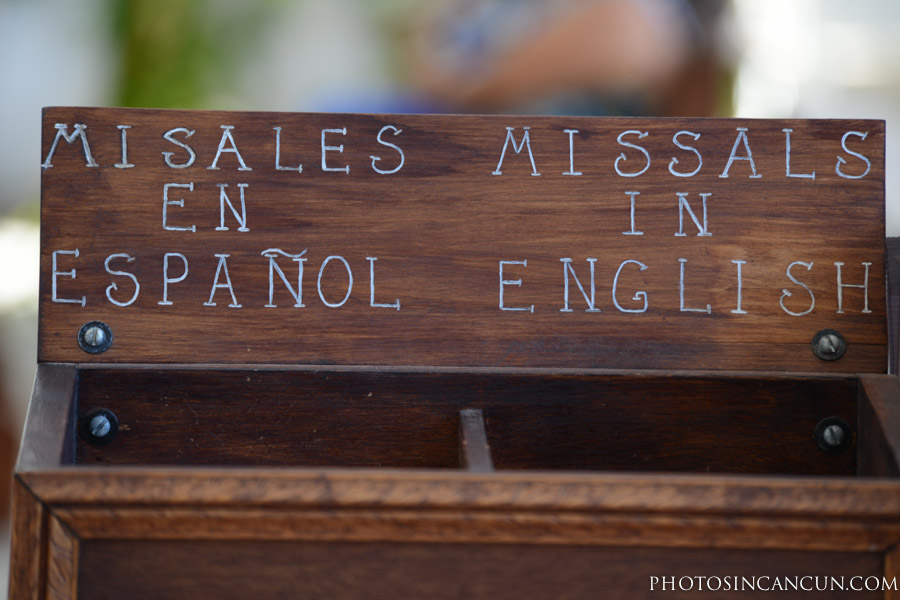 MISALES
EN
ESPAÑOL
MISSALS
IN
ENGLISH
PHOTOSINCANCUN.COM